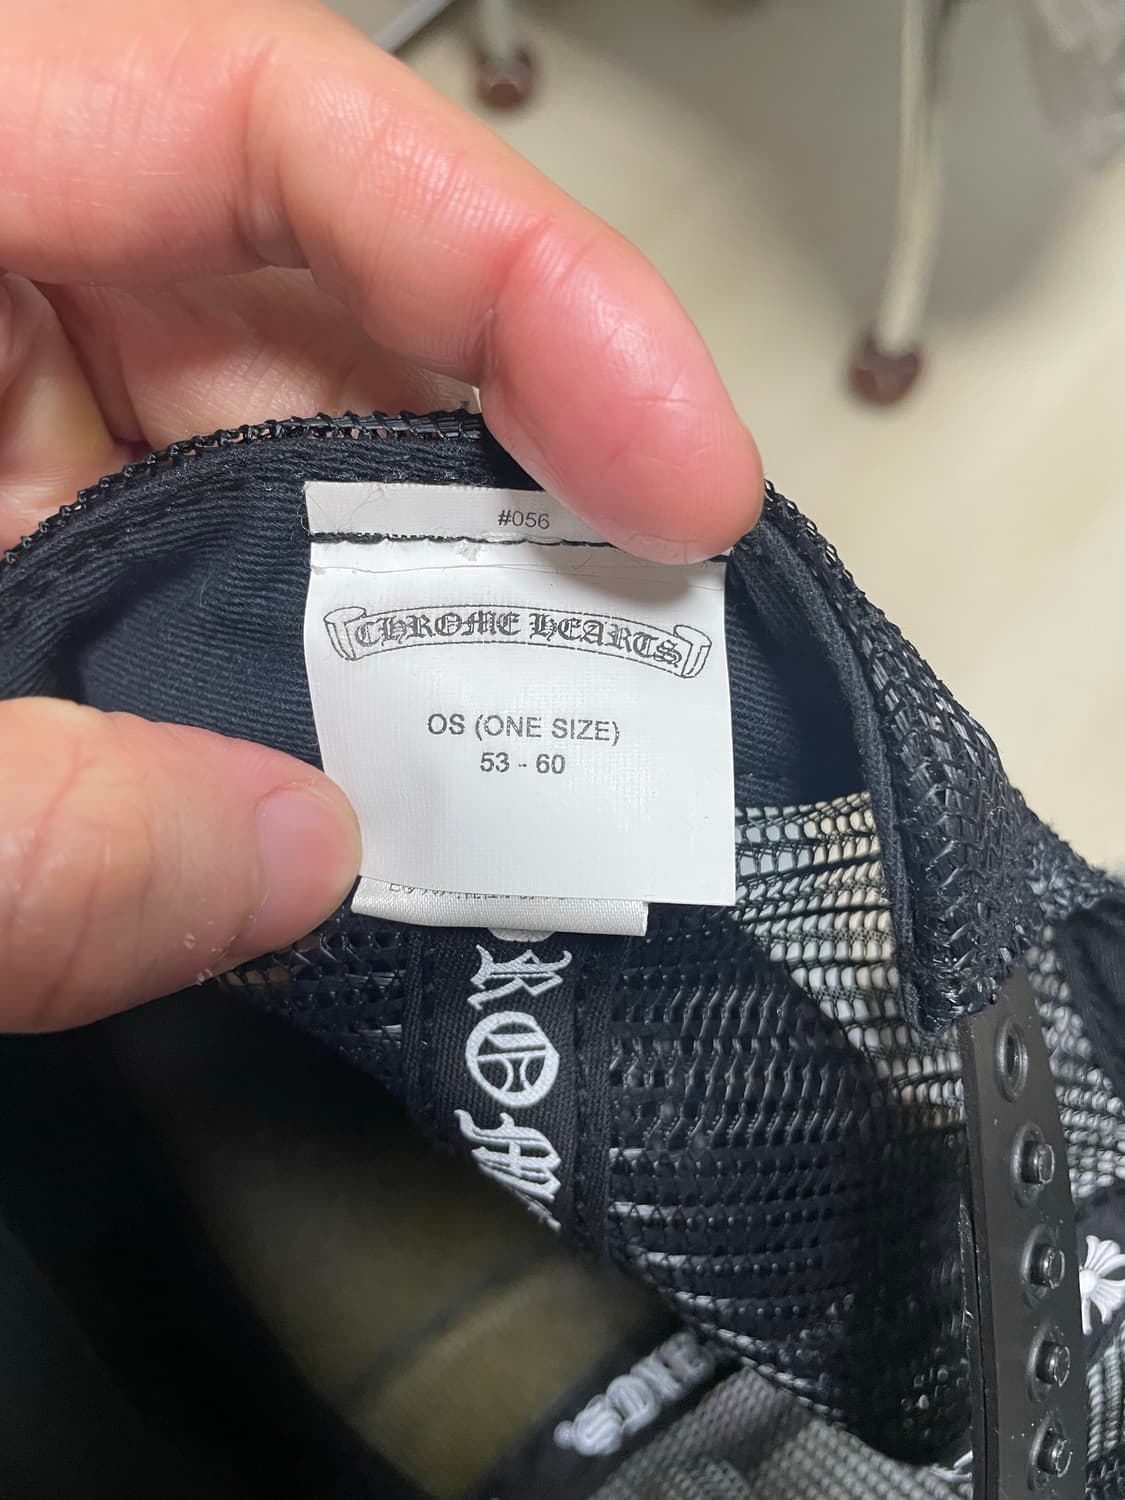 #056
CHROME HEARTS
OS (ONE SIZE)
53 - 60